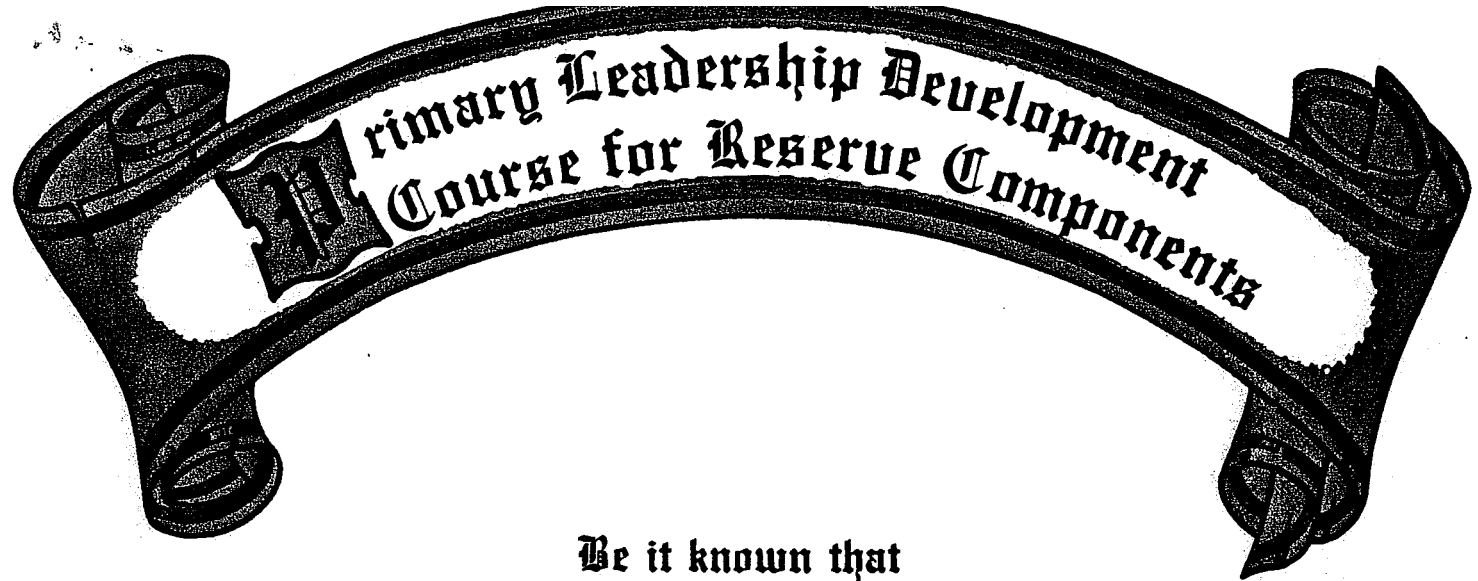 Primary Leadership Development
Course for Reserve Components
Be it known that